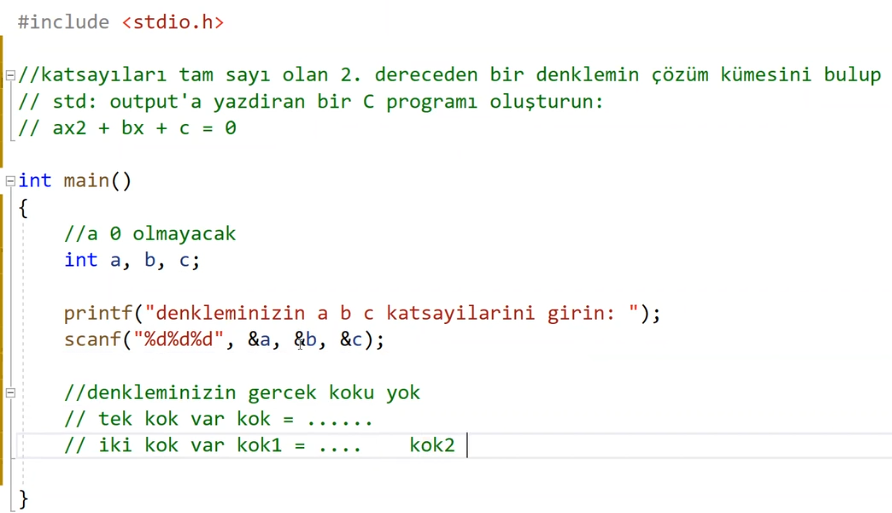 #include <stdio.h>
//katsayıları tam sayı olan 2. dereceden bir denklemin çözüm kümesini bulup
// std: output'a yazdiran bir C programı oluşturun:
// ax2 + bx + c = 0
int main()
{
//a 0 olmayacak
int a, b, c;
printf("denkleminizin a b c katsayilarini girin: ");
scanf("%d%d%d", &a, &b, &c);
//denkleminizin gercek koku yok
// tek kok var kok = ......
// iki kok var kok1 = .... kok2
}